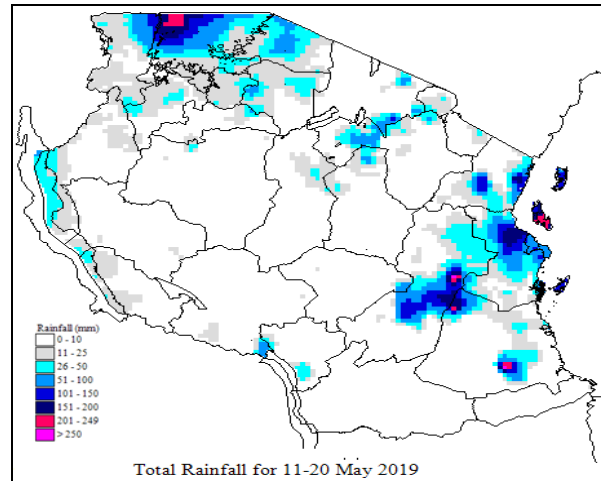 Rainfall (mm)
0 - 10
11 - 25
26 - 50
51 - 100
101 - 150
151 - 200
201 - 249
> 250
Total Rainfall for 11-20 May 2019